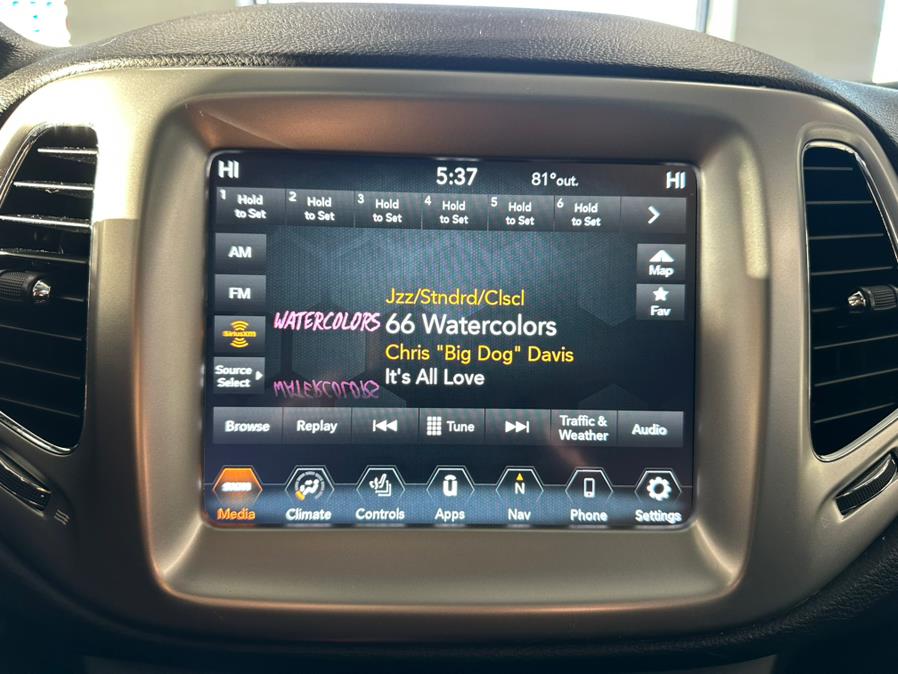 HI 5:37 81°out. HI
1 Hold to Set 2 Hold to Set 3 Hold to Set 4 Hold to Set 5 Hold to Set 6 Hold to Set
AM
Map
FM
Fav
SiriusXM
Source
Select
WATERCOLORS
Jzz/Stndrd/Clscl
66 Watercolors
Chris "Big Dog" Davis
It's All Love
WATERCOLORS
Browse Replay Tune Traffic & Weather Audio
Media Climate Controls Apps N Nav Phone Settings